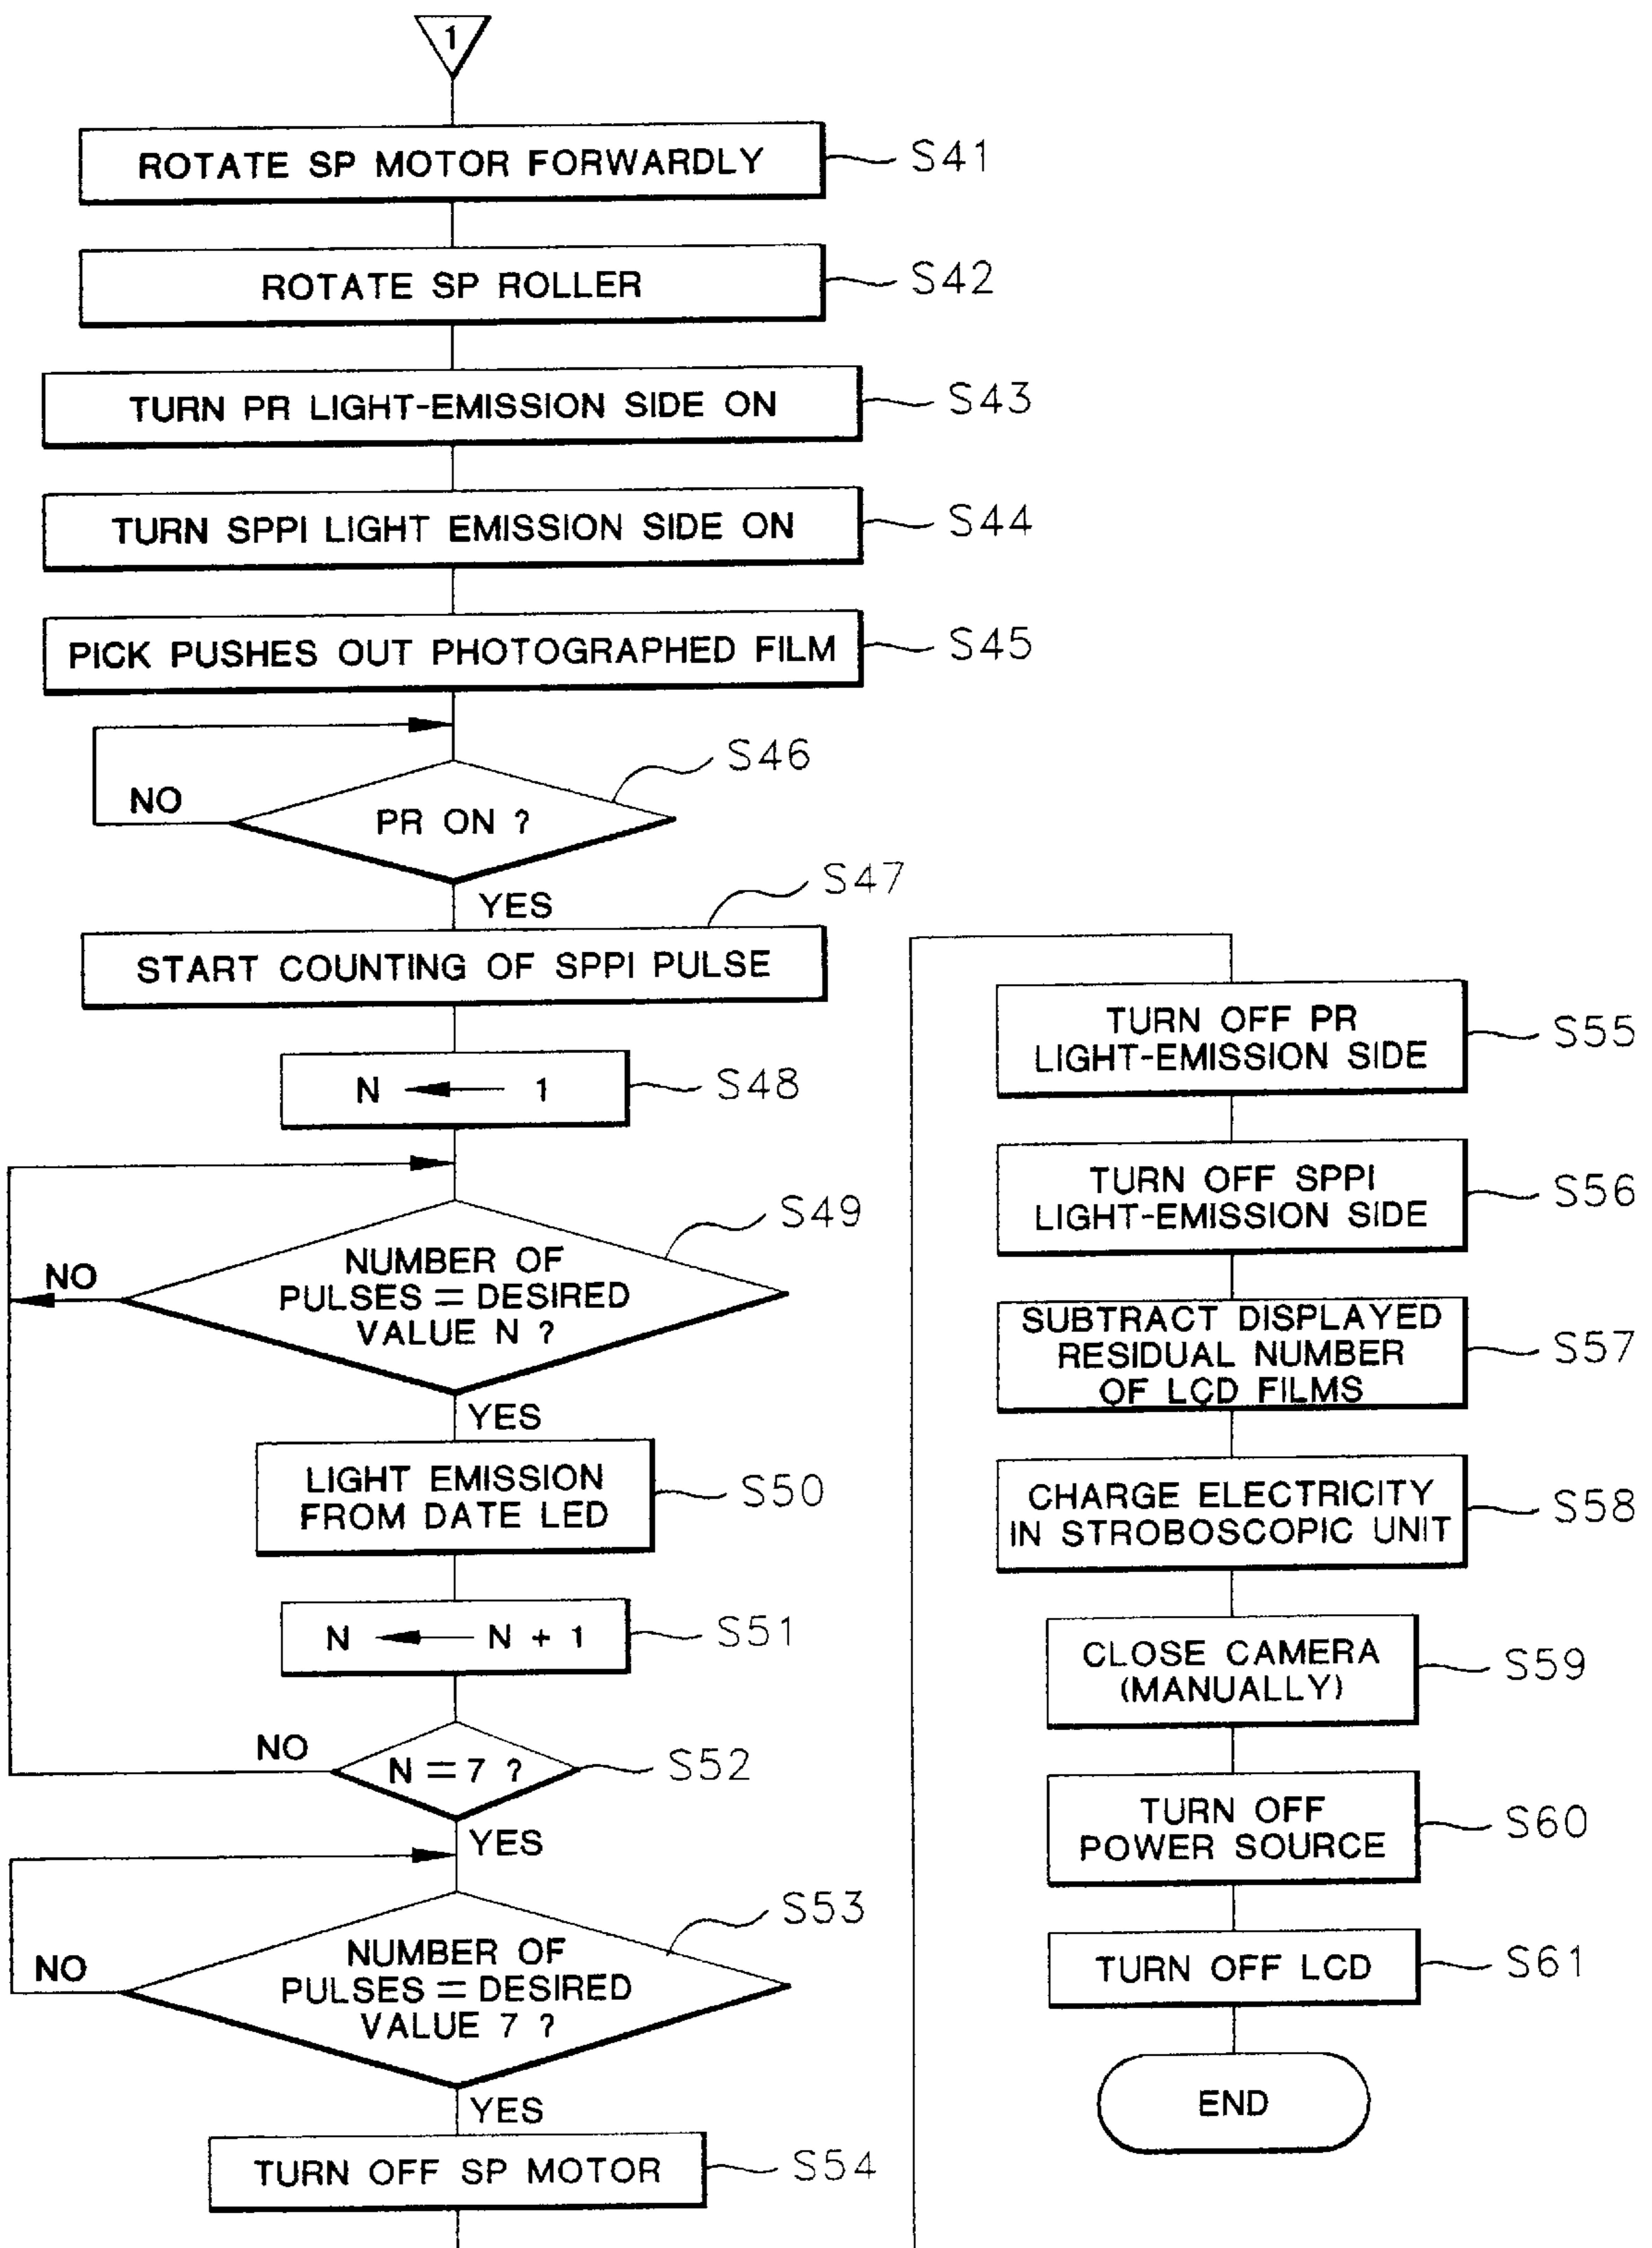 1
ROTATE SP MOTOR FORWARDLY
S41
ROTATE SP ROLLER
S42
TURN PR LIGHT-EMISSION SIDE ON
S43
TURN SPPI LIGHT EMISSION SIDE ON
S44
PICK PUSHES OUT PHOTOGRAPHED FILM
S45
S46
NO
PR ON ?
YES
S47
START COUNTING OF SPPI PULSE
N ← 1
S48
S49
NO
NUMBER OF
PULSES = DESIRED
VALUE N ?
YES
LIGHT EMISSION
FROM DATE LED
S50
N ← N + 1
S51
NO
N = 7 ?
S52
YES
S53
NO
NUMBER OF
PULSES = DESIRED
VALUE 7 ?
YES
TURN OFF SP MOTOR
S54
TURN OFF PR
LIGHT-EMISSION SIDE
S55
TURN OFF SPPI
LIGHT-EMISSION SIDE
S56
SUBTRACT DISPLAYED
RESIDUAL NUMBER
OF LCD FILMS
S57
CHARGE ELECTRICITY
IN STROBOSCOPIC UNIT
S58
CLOSE CAMERA
(MANUALLY)
S59
TURN OFF
POWER SOURCE
S60
TURN OFF LCD
S61
END